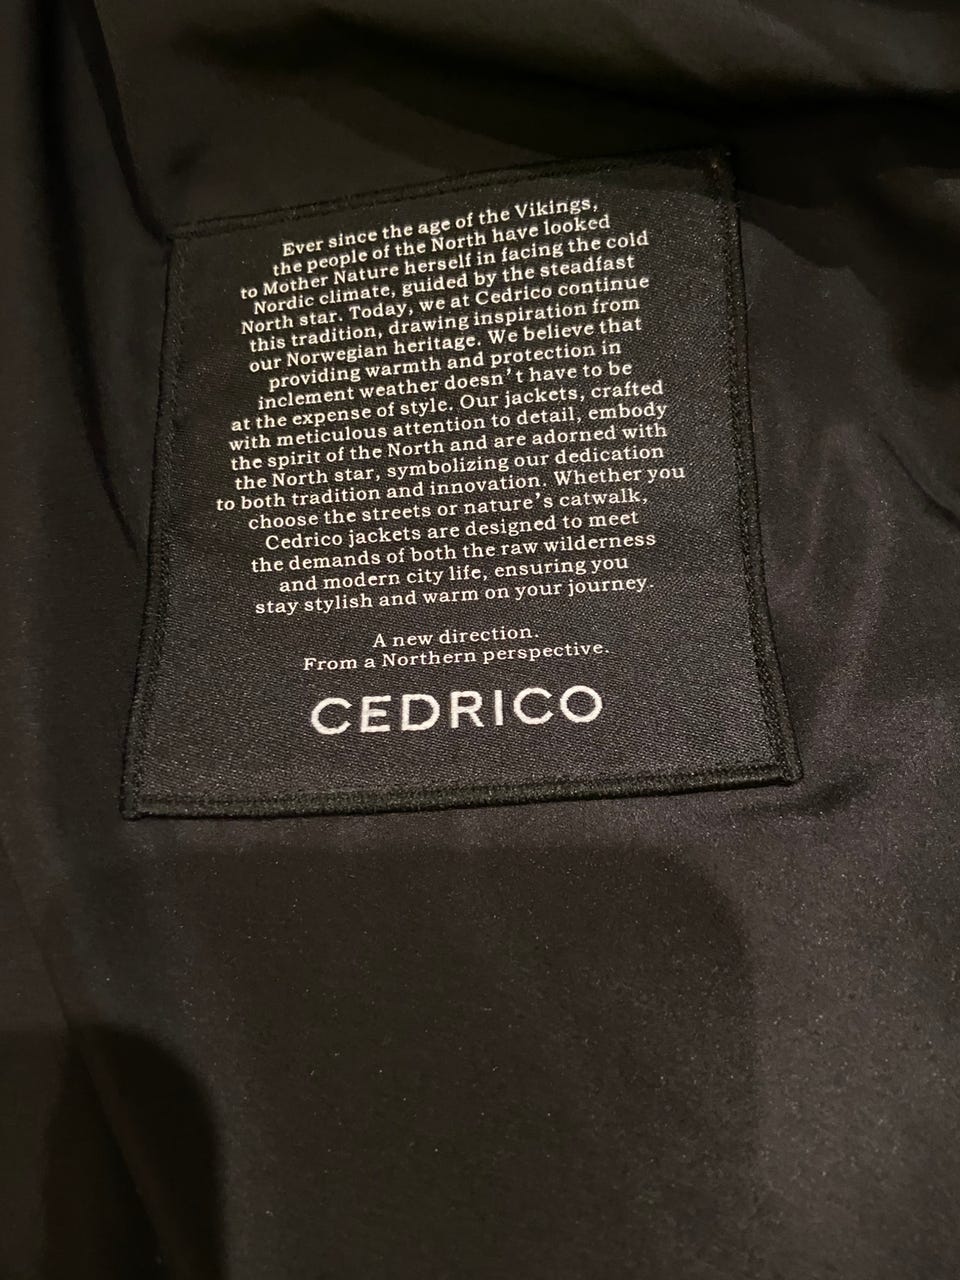 Ever since the age of the Vikings,
the people of the North have looked
to Mother Nature herself in facing the cold
Nordic climate, guided by the steadfast
North star. Today, we at Cedrico continue
this tradition, drawing inspiration from
our Norwegian heritage. We believe that
providing warmth and protection in
inclement weather doesn't have to be
at the expense of style. Our jackets, crafted
with meticulous attention to detail, embody
the spirit of the North and are adorned with
the North star, symbolizing our dedication
to both tradition and innovation. Whether you
choose the streets or nature's catwalk,
Cedrico jackets are designed to meet
the demands of both the raw wilderness
and modern city life, ensuring you
stay stylish and warm on your journey.
A new direction.
From a Northern perspective.
CEDRICO